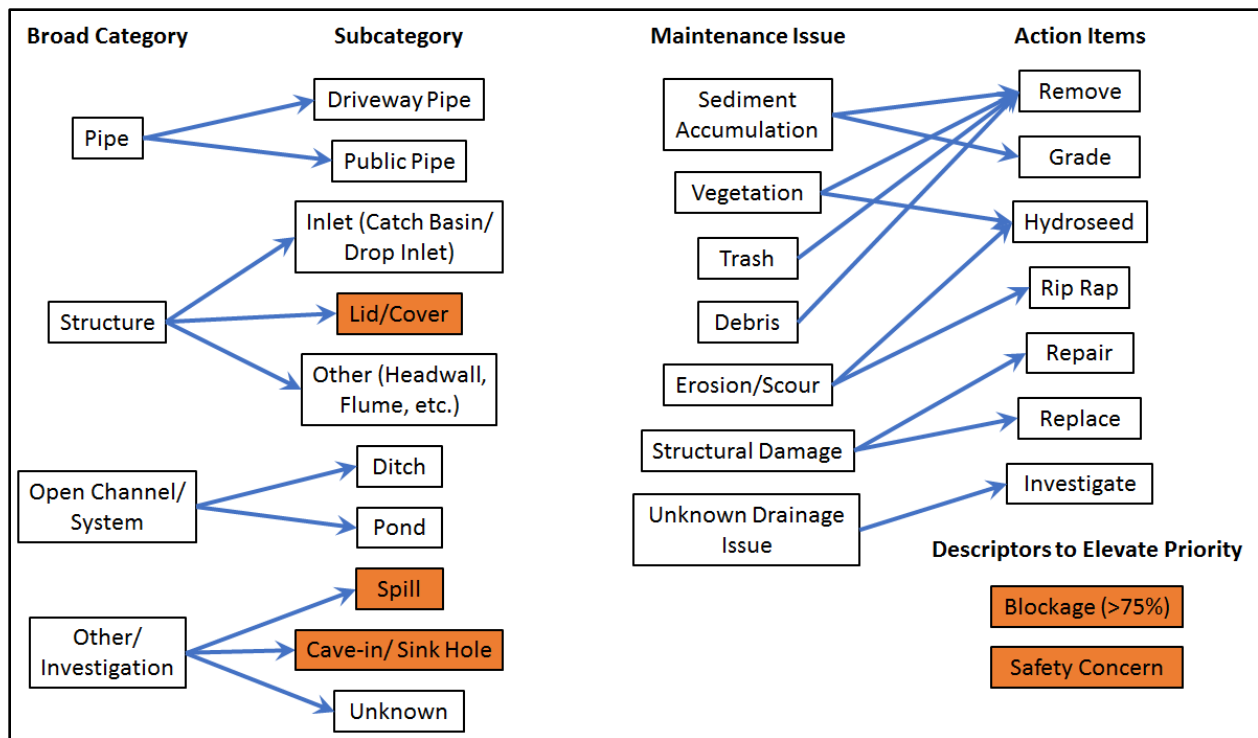 Broad Category
Subcategory
Maintenance Issue
Action Items
Pipe
Driveway Pipe
Public Pipe
Structure
Inlet (Catch Basin/
Drop Inlet)
Lid/Cover
Other (Headwall,
Flume, etc.)
Open Channel/
System
Ditch
Pond
Other/
Investigation
Spill
Cave-in/ Sink Hole
Unknown
Sediment
Accumulation
Vegetation
Trash
Debris
Erosion/Scour
Structural Damage
Unknown Drainage
Issue
Remove
Grade
Hydroseed
Rip Rap
Repair
Replace
Investigate
Descriptors to Elevate Priority
Blockage (>75%)
Safety Concern